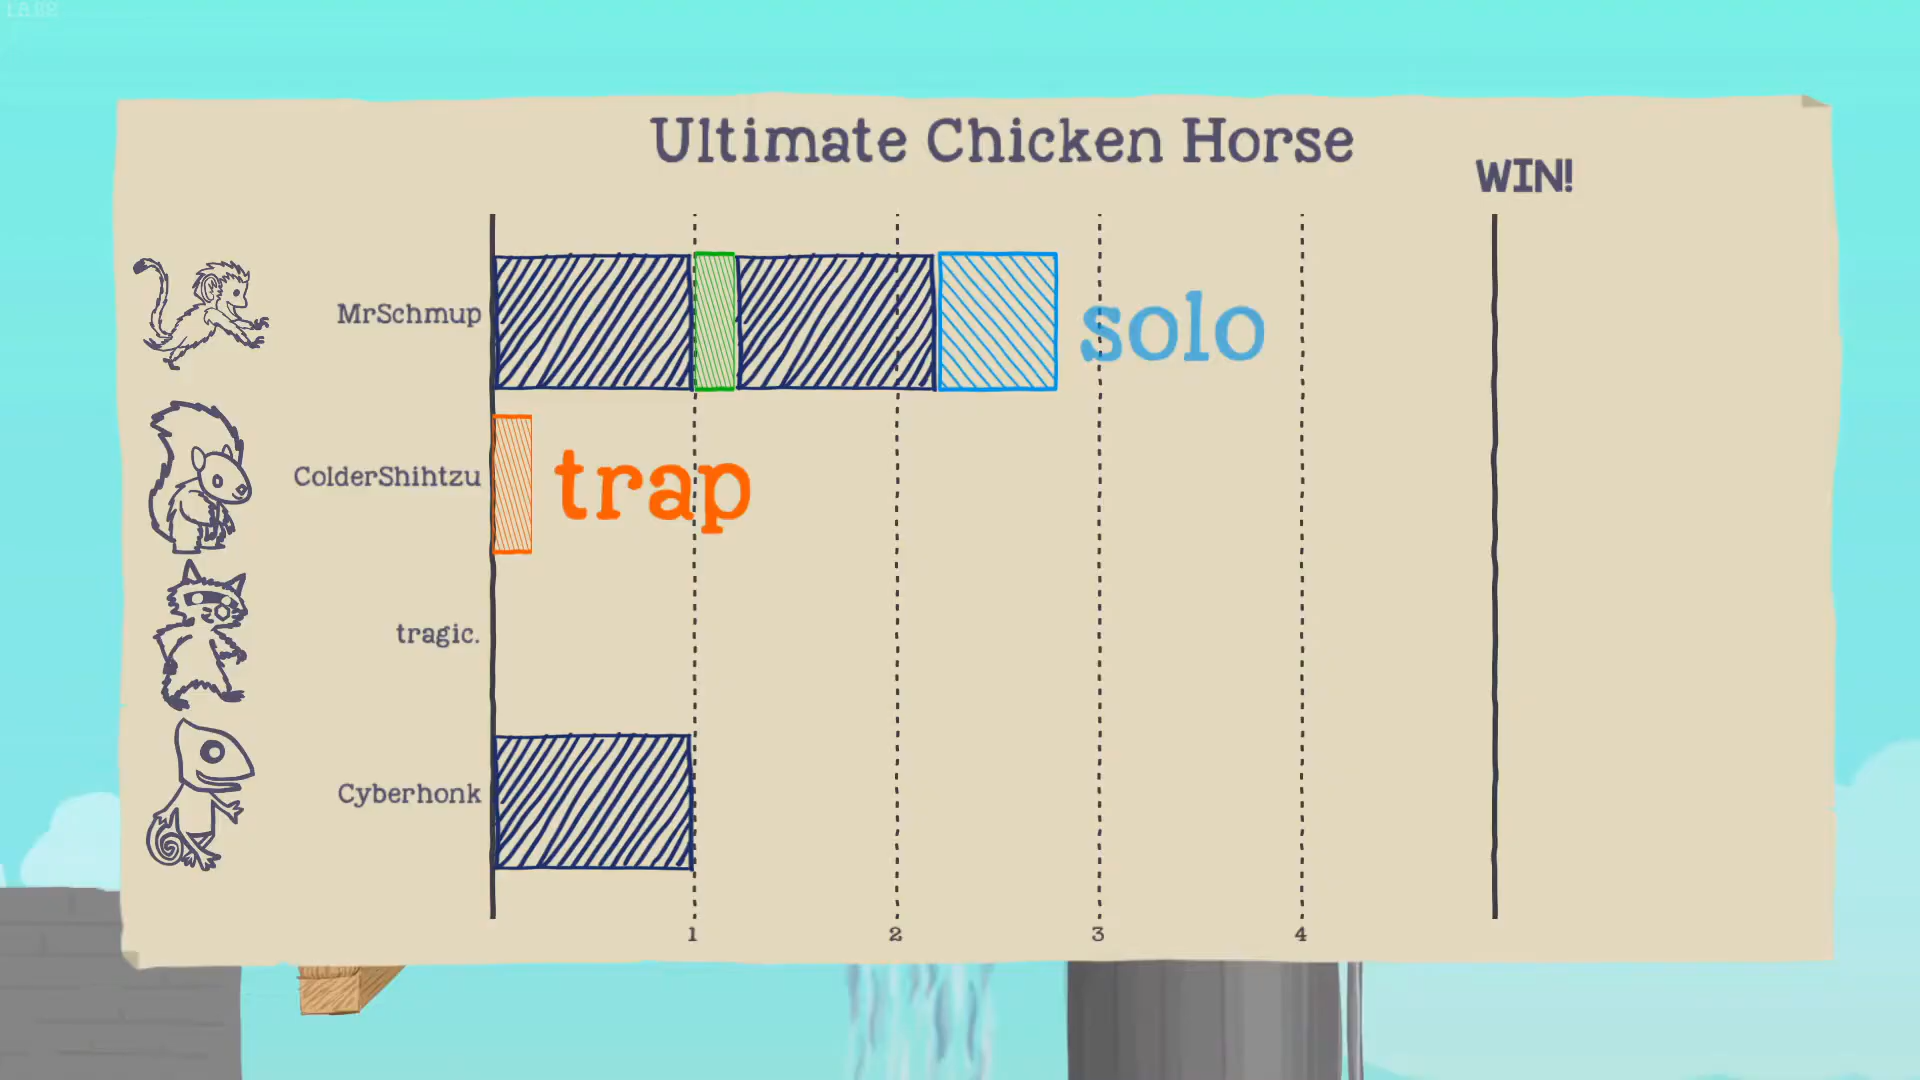 Ultimate Chicken Horse
WIN!
MrSchmup
solo
ColderShihtzu
trap
tragic.
Cyberhonk
1 2 3 4